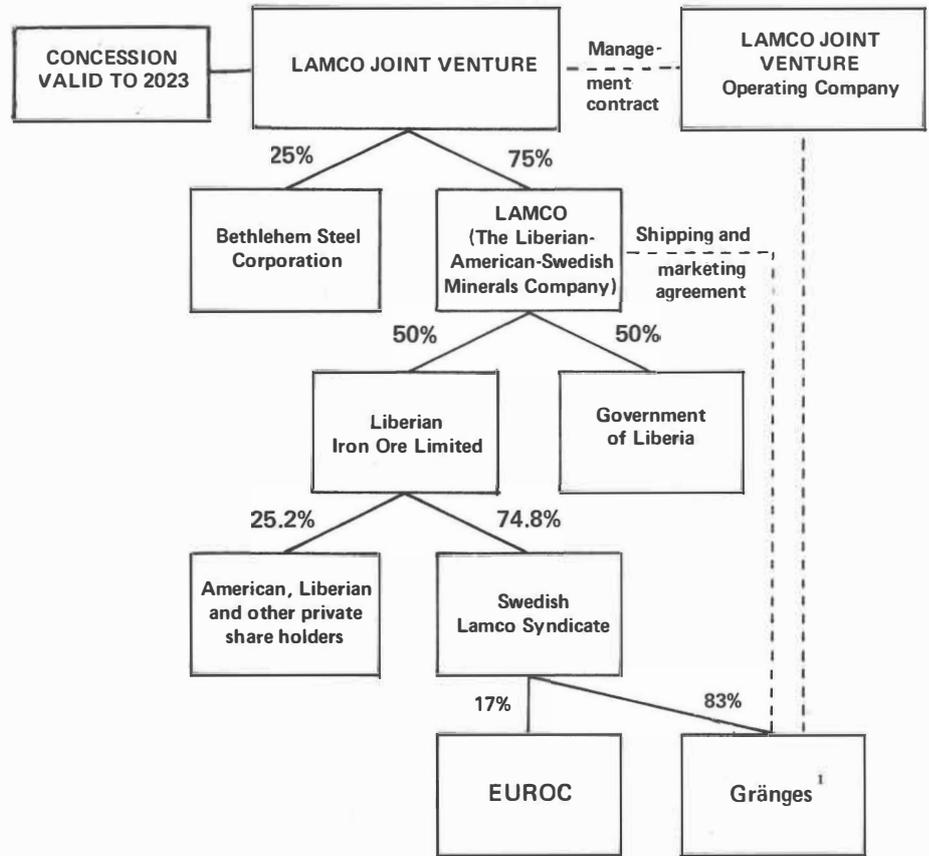 CONCESSION
VALID TO 2023
LAMCO JOINT VENTURE
Manage-
ment
contract
LAMCO JOINT
VENTURE
Operating Company
25%
75%
Bethlehem Steel
Corporation
LAMCO
(The Liberian-
American-Swedish
Minerals Company)
Shipping and
marketing
agreement
50%
50%
Liberian
Iron Ore Limited
Government
of Liberia
25.2%
74.8%
American, Liberian
and other private
share holders
Swedish
Lamco Syndicate
17%
83%
EUROC
Gränges 1